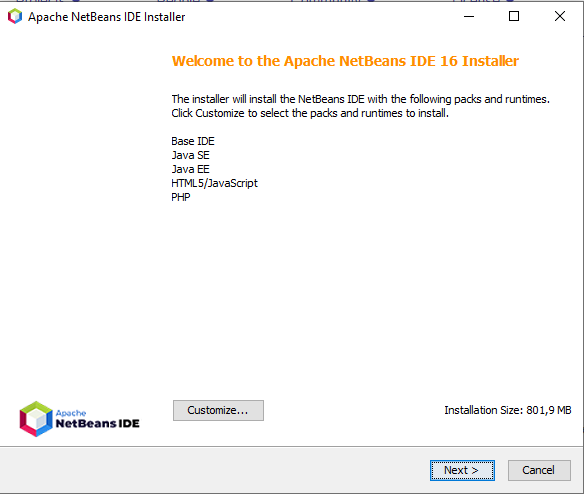 Apache NetBeans IDE Installer
Welcome to the Apache NetBeans IDE 16 Installer
The installer will install the NetBeans IDE with the following packs and runtimes.
Click Customize to select the packs and runtimes to install.
Base IDE
Java SE
Java EE
HTML5/JavaScript
PHP
Apache
NetBeans IDE
Customize...
Installation Size: 801,9 MB
Next >
Cancel